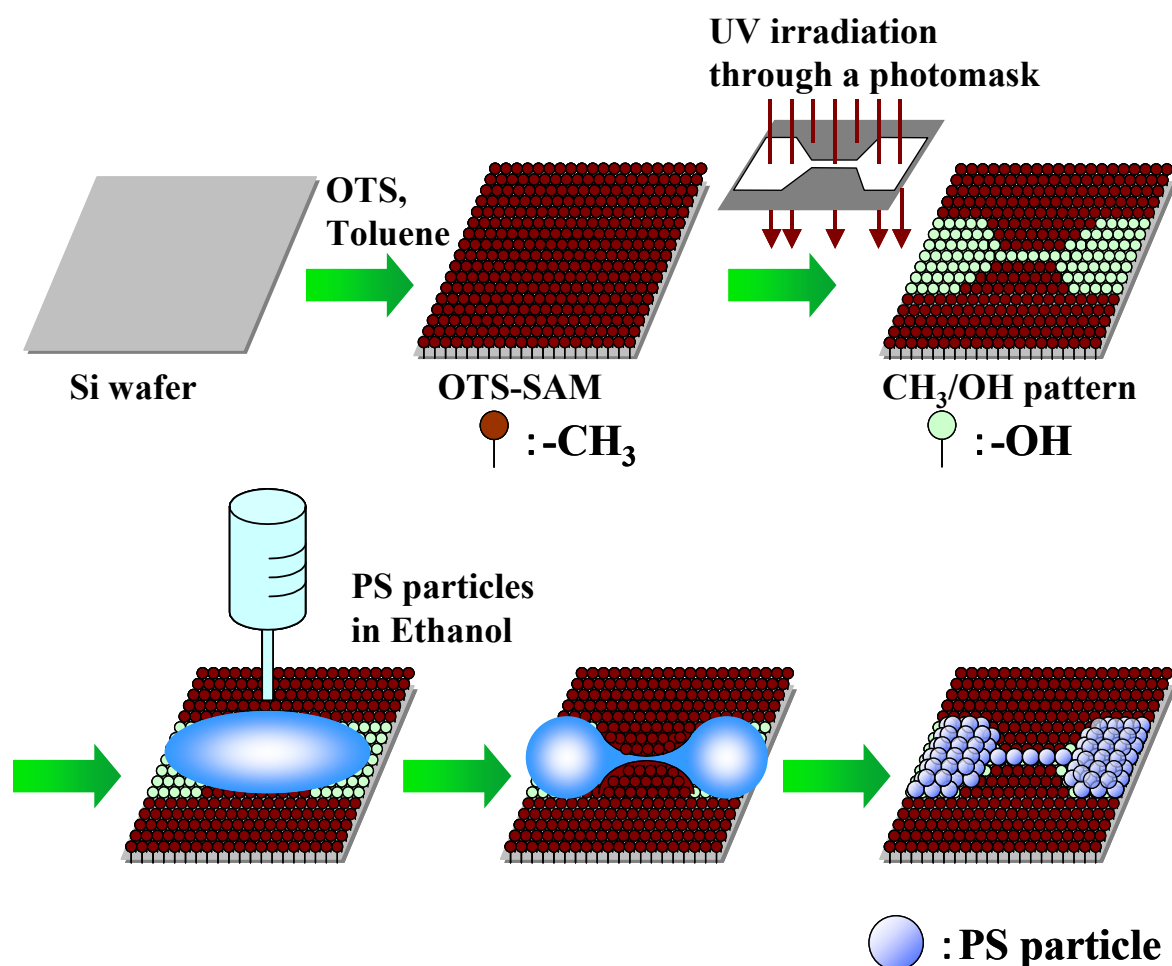 UV irradiation
through a photomask
OTS,
Toluene
Si wafer
OTS-SAM
CH₃/OH pattern
:-CH₃
:-OH
PS particles
in Ethanol
:PS particle